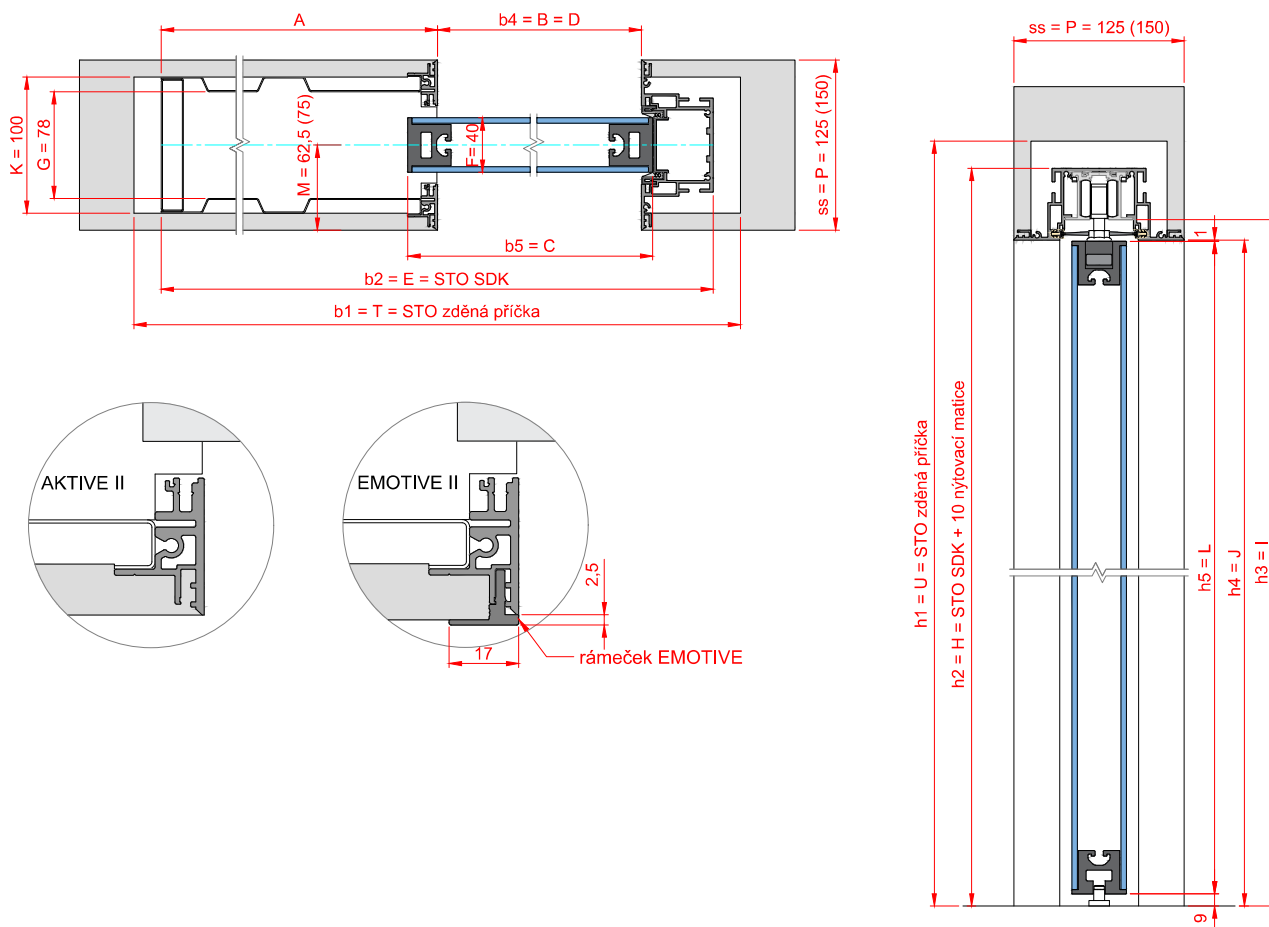 A
b4 = B = D
ss = P = 125 (150)
K = 100
G = 78
M = 62,5 (75)
F= 40
ss = P = 125 (150)
b5 = C
b2 = E = STO SDK
b1 = T = STO zděná příčka
1
h1 = U = STO zděná příčka
h2 = H = STO SDK + 10 nýtovací matice
h5 = L
h4 = J
h3 = I
9
AKTIVE II
EMOTIVE II
2,5
17
rámeček EMOTIVE